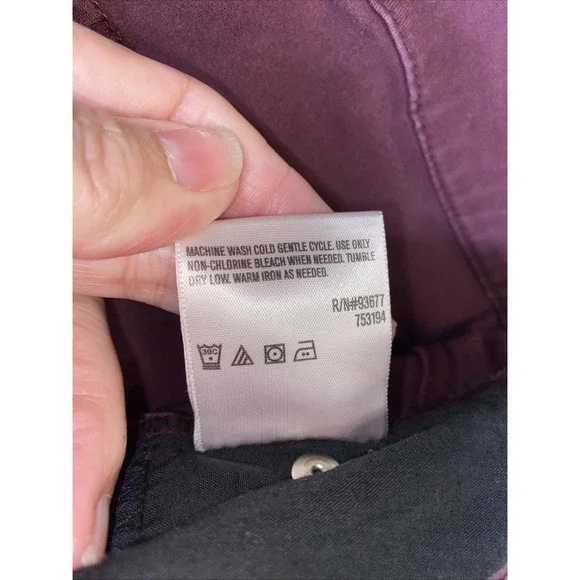 MACHINE WASH COLD GENTLE CYCLE. USE ONLY
NON-CHLORINE BLEACH WHEN NEEDED. TUMBLE
DRY LOW. WARM IRON AS NEEDED.
R/N#93677
753194
30C